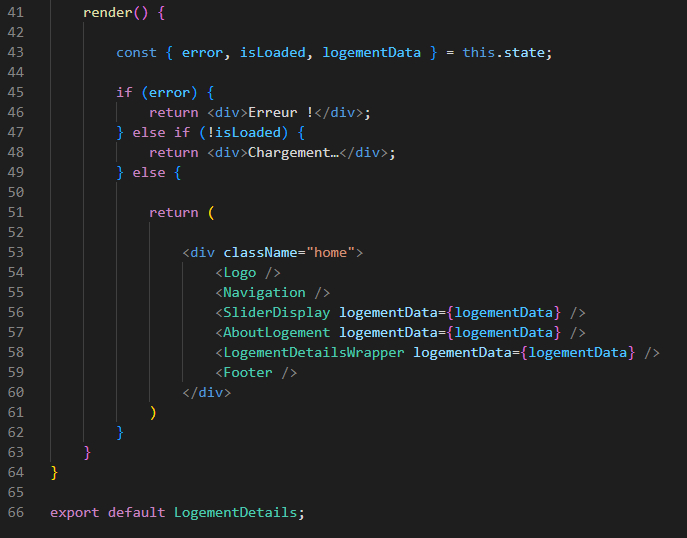 41 render() {
42
43 const { error, isLoaded, logementData } = this.state;
44
45 if (error) {
46 return <div>Erreur !</div>;
47 } else if (!isLoaded) {
48 return <div>Chargement…</div>;
49 } else {
50
51 return (
52
53 <div className="home">
54 <Logo />
55 <Navigation />
56 <SliderDisplay logementData={logementData} />
57 <AboutLogement logementData={logementData} />
58 <LogementDetailsWrapper logementData={logementData} />
59 <Footer />
60 </div>
61 )
62 }
63 }
64 }
65
66 export default LogementDetails;